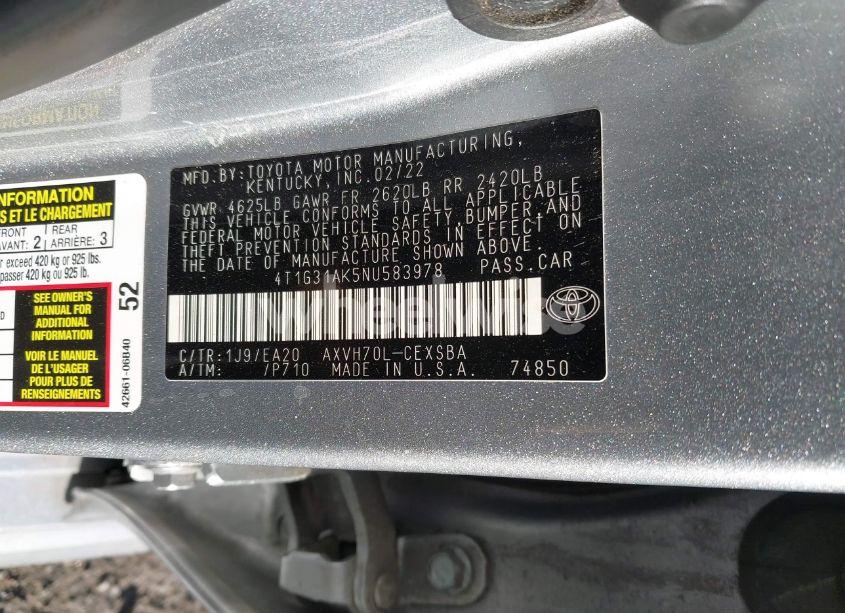 MFD. BY: TOYOTA MOTOR MANUFACTURING,
KENTUCKY, INC. 02/22
GVWR 4625LB GAWR FR 2620LB RR 2420LB
THIS VEHICLE CONFORMS TO ALL APPLICABLE
FEDERAL MOTOR VEHICLE SAFETY, BUMPER, AND
THEFT PREVENTION STANDARDS IN EFFECT ON
THE DATE OF MANUFACTURE SHOWN ABOVE.
4T1G31AK5NU583978 PASS. CAR
C/TR: 1J9/EA20 AXVH70L-CEXSBA
A/TM: /P710 MADE IN U.S.A. 74850
INFORMATION
S ET LE CHARGEMENT
FRONT 2 REAR 3
AVANT: ARRIÈRE:
r exceed 420 kg or 925 lbs.
passer 420 kg ou 925 lb.
SEE OWNER'S
MANUAL FOR
ADDITIONAL
INFORMATION
VOIR LE MANUEL
DE L'USAGER
POUR PLUS DE
RENSEIGNEMENTS
52
42661-06B40
wheelwize